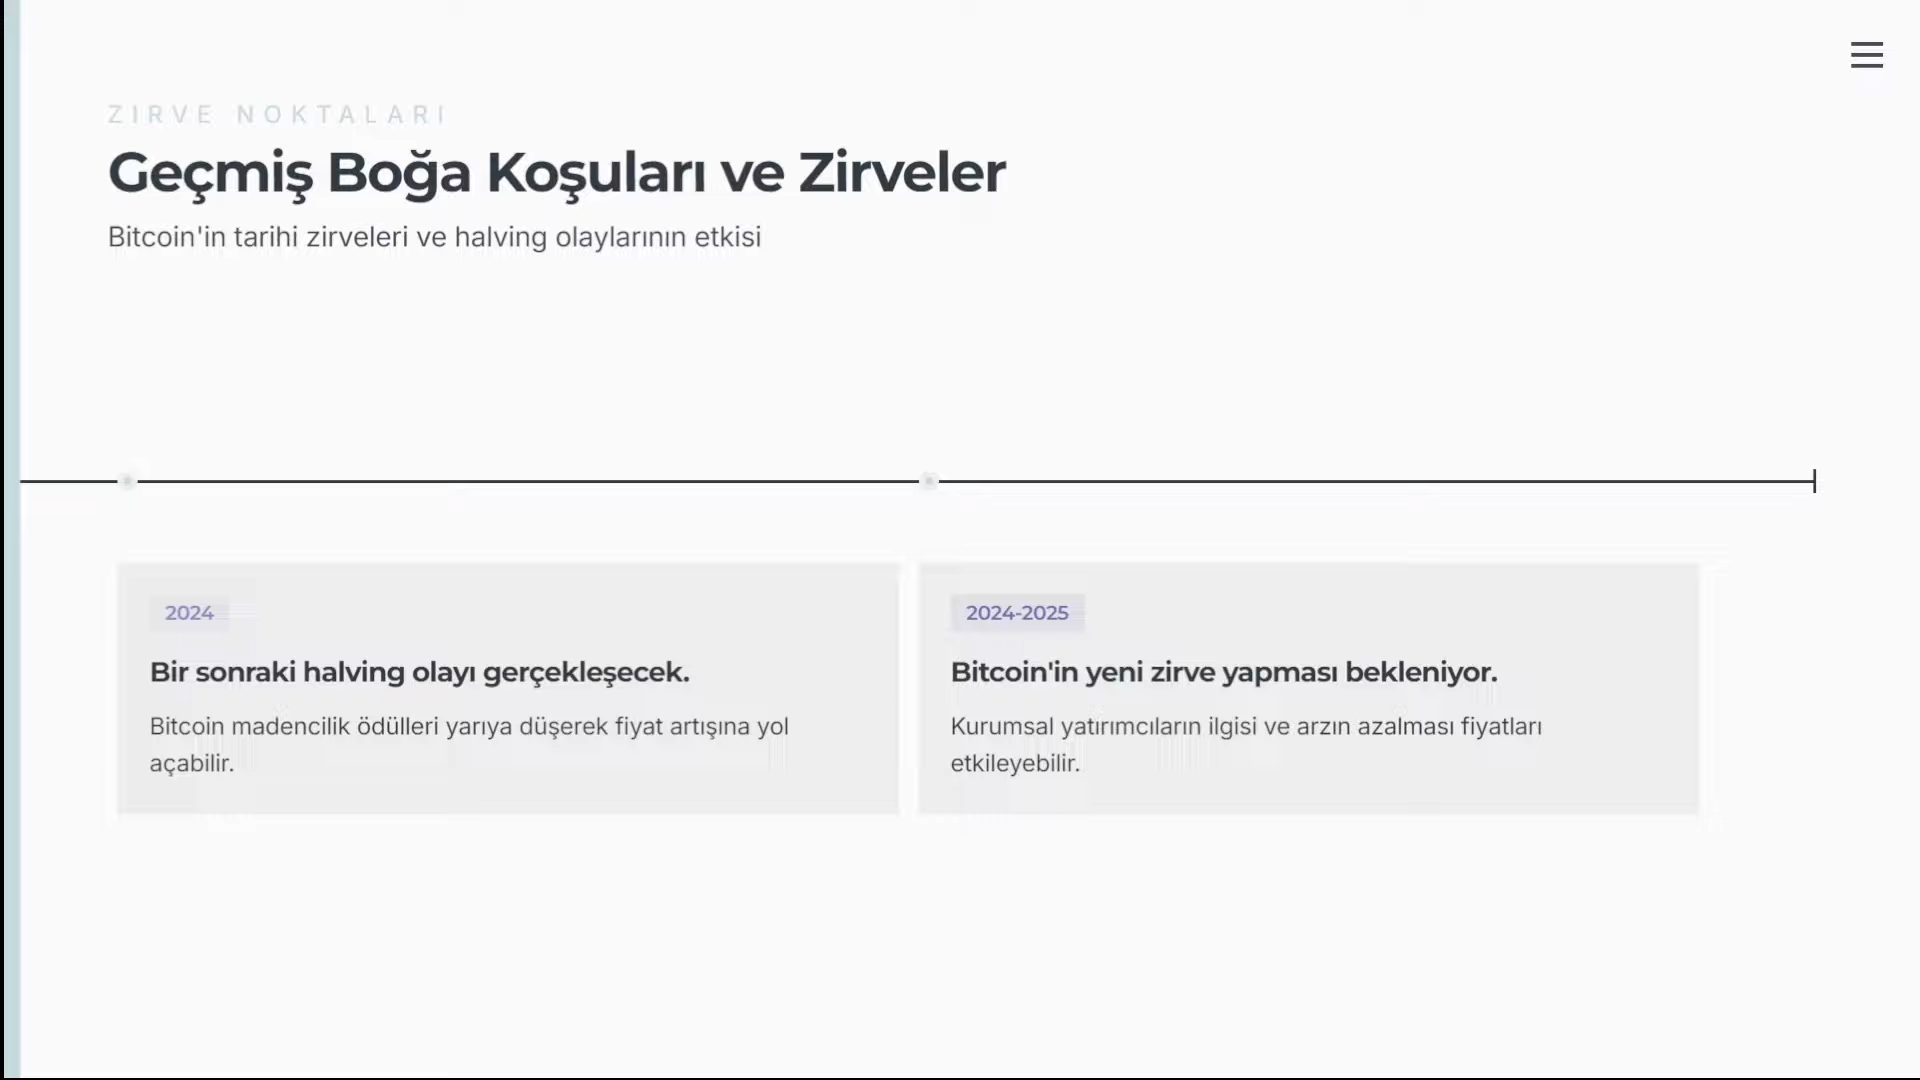 ZIRVE NOKTALARI
Geçmiş Boğa Koşuları ve Zirveler
Bitcoin'in tarihi zirveleri ve halving olaylarının etkisi
2024
Bir sonraki halving olayı gerçekleşecek.
Bitcoin madencilik ödülleri yarıya düşerek fiyat artışına yol
açabilir.
2024-2025
Bitcoin'in yeni zirve yapması bekleniyor.
Kurumsal yatırımcıların ilgisi ve arzın azalması fiyatları
etkileyebilir.